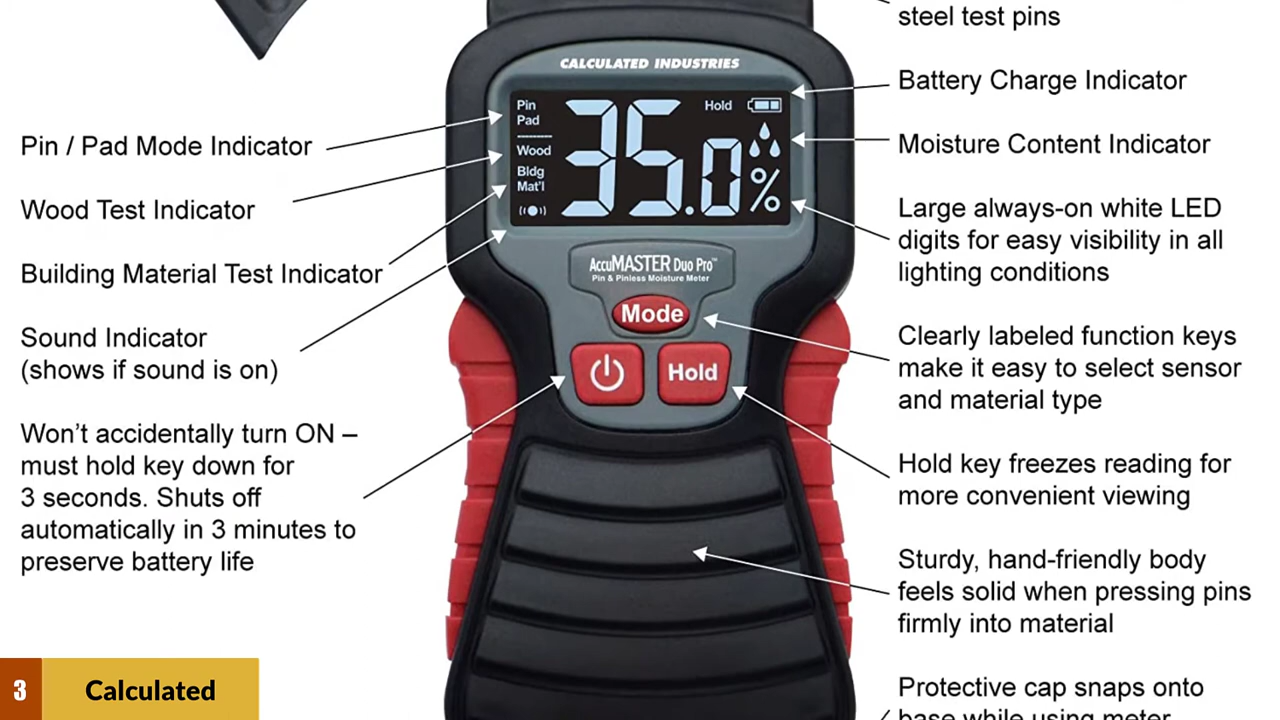 steel test pins
CALCULATED INDUSTRIES
Battery Charge Indicator
Pin
Pad
Hold
35.0
%
Wood
Bldg
Mat'l
Pin / Pad Mode Indicator
Moisture Content Indicator
Wood Test Indicator
Large always-on white LED
digits for easy visibility in all
lighting conditions
Building Material Test Indicator
AccuMASTER Duo Pro™
Pin & Pinless Moisture Meter
Mode
Hold
Sound Indicator
(shows if sound is on)
Clearly labeled function keys
make it easy to select sensor
and material type
Won’t accidentally turn ON –
must hold key down for
3 seconds. Shuts off
automatically in 3 minutes to
preserve battery life
Hold key freezes reading for
more convenient viewing
Sturdy, hand-friendly body
feels solid when pressing pins
firmly into material
Protective cap snaps onto
base while using meter
3
Calculated